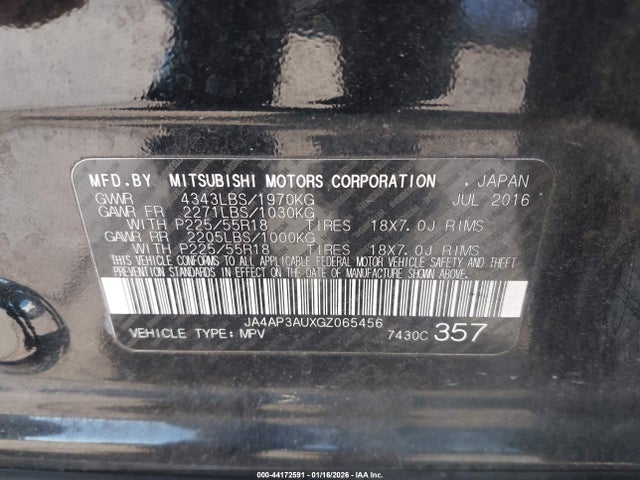 MFD.BY MITSUBISHI MOTORS CORPORATION . JAPAN
GVWR 4343LBS/1970KG JUL 2016
GAWR FR 2271LBS/1030KG
WITH P225/55R18 TIRES 18X7.0J RIMS
GAWR RR 2205LBS/1000KG
WITH P225/55R18 TIRES 18X7.0J RIMS
THIS VEHICLE CONFORMS TO ALL APPLICABLE FEDERAL MOTOR VEHICLE SAFETY AND THEFT
PREVENTION STANDARDS IN EFFECT ON THE DATE OF MANUFACTURE SHOWN ABOVE.
JA4AP3AUXGZ065456
VEHICLE TYPE: MPV 7430C 357
000-44172591 - 01/16/2026 - IAA Inc.